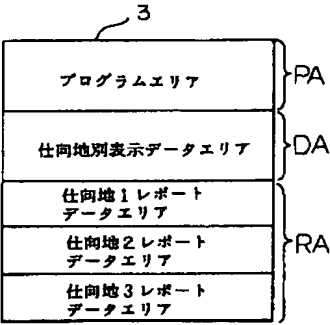 3
プログラムエリア
PA
仕向地別表示データエリア
DA
仕向地1レポート
データエリア
仕向地2レポート
データエリア
RA
仕向地3レポート
データエリア